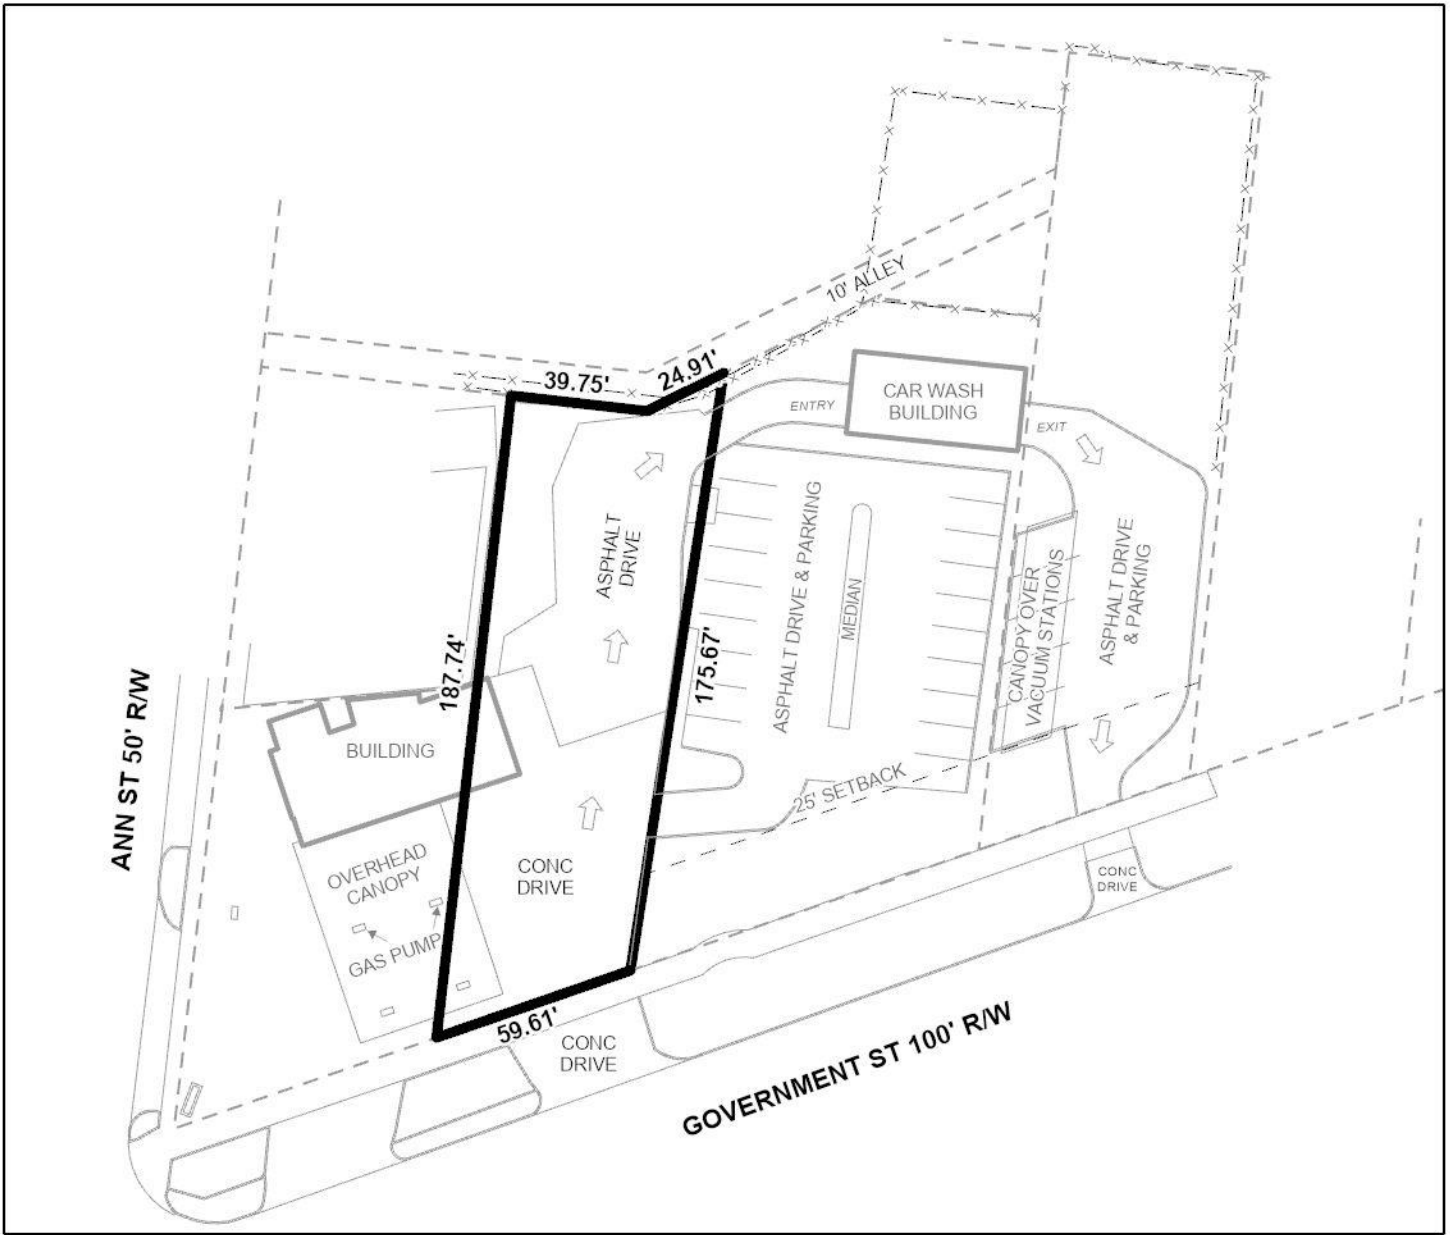 10' ALLEY
24.91'
39.75'
CAR WASH
BUILDING
ENTRY
EXIT
ASPHALT
DRIVE
ASPHALT DRIVE & PARKING
MEDIAN
CANOPY OVER
VACUUM STATIONS
ASPHALT DRIVE
& PARKING
187.74'
175.67'
ANN ST 50' R/W
BUILDING
25' SETBACK
OVERHEAD
CANOPY
CONC
DRIVE
CONC
DRIVE
GAS PUMP
59.61'
CONC
DRIVE
GOVERNMENT ST 100' R/W